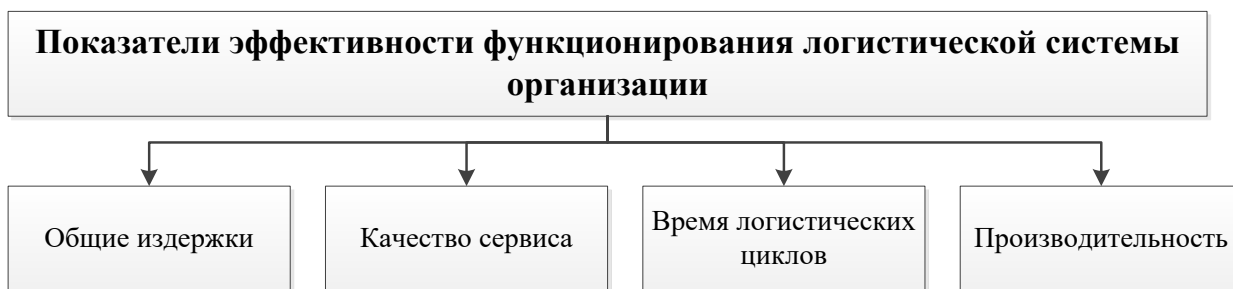 Показатели эффективности функционирования логистической системы
организации
Общие издержки
Качество сервиса
Время логистических
циклов
Производительность